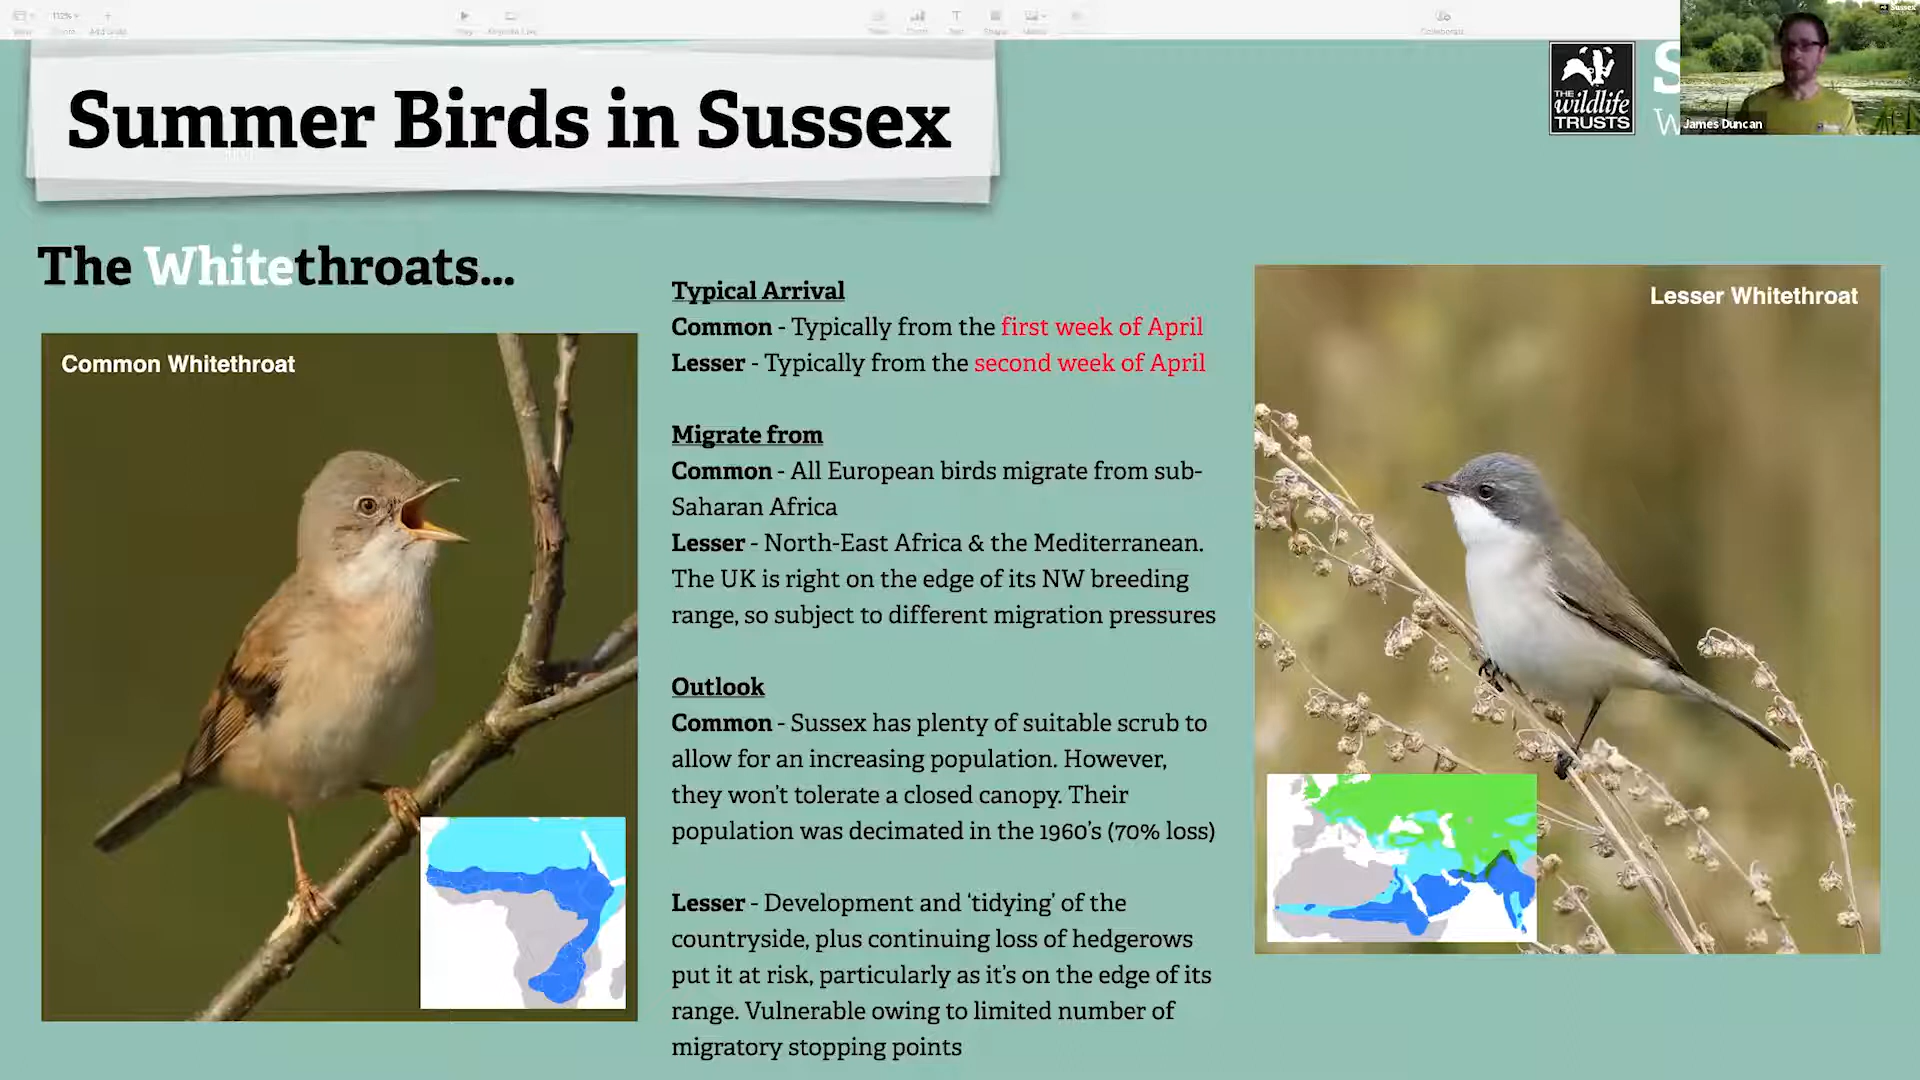 112%
Summer Birds in Sussex
THE
wildlife
TRUSTS
S
W
James Duncan
The Whitethroats...
Common Whitethroat
Typical Arrival
Common - Typically from the first week of April
Lesser - Typically from the second week of April
Migrate from
Common - All European birds migrate from sub-
Saharan Africa
Lesser - North-East Africa & the Mediterranean.
The UK is right on the edge of its NW breeding
range, so subject to different migration pressures
Outlook
Common - Sussex has plenty of suitable scrub to
allow for an increasing population. However,
they won't tolerate a closed canopy. Their
population was decimated in the 1960's (70% loss)
Lesser - Development and ‘tidying’ of the
countryside, plus continuing loss of hedgerows
put it at risk, particularly as it's on the edge of its
range. Vulnerable owing to limited number of
migratory stopping points
Lesser Whitethroat